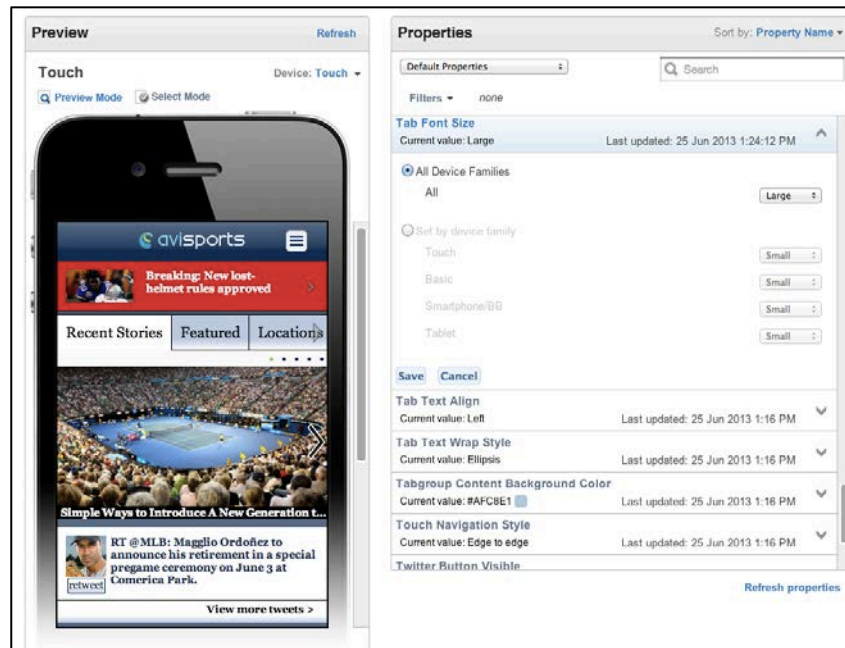 Preview
Refresh
Touch
Device: Touch
Preview Mode
Select Mode
avisports
Breaking: New lost-
helmet rules approved
Recent Stories
Featured
Locations
Simple Ways to Introduce A New Generation t...
RT @MLB: Magglio Ordoñez to
announce his retirement in a special
pregame ceremony on June 3 at
Comerica Park.
retweet
View more tweets >
Properties
Sort by: Property Name
Default Properties
Search
Filters
none
Tab Font Size
Current value: Large
Last updated: 25 Jun 2013 1:24:12 PM
All Device Families
All
Large
Set by device family
Touch
Small
Basic
Small
Smartphone/BB
Small
Tablet
Small
Save
Cancel
Tab Text Align
Current value: Left
Last updated: 25 Jun 2013 1:16 PM
Tab Text Wrap Style
Current value: Ellipsis
Last updated: 25 Jun 2013 1:16 PM
Tabgroup Content Background Color
Current value: #AFC8E1
Last updated: 25 Jun 2013 1:16 PM
Touch Navigation Style
Current value: Edge to edge
Last updated: 25 Jun 2013 1:16 PM
Twitter Button Visible
Refresh properties